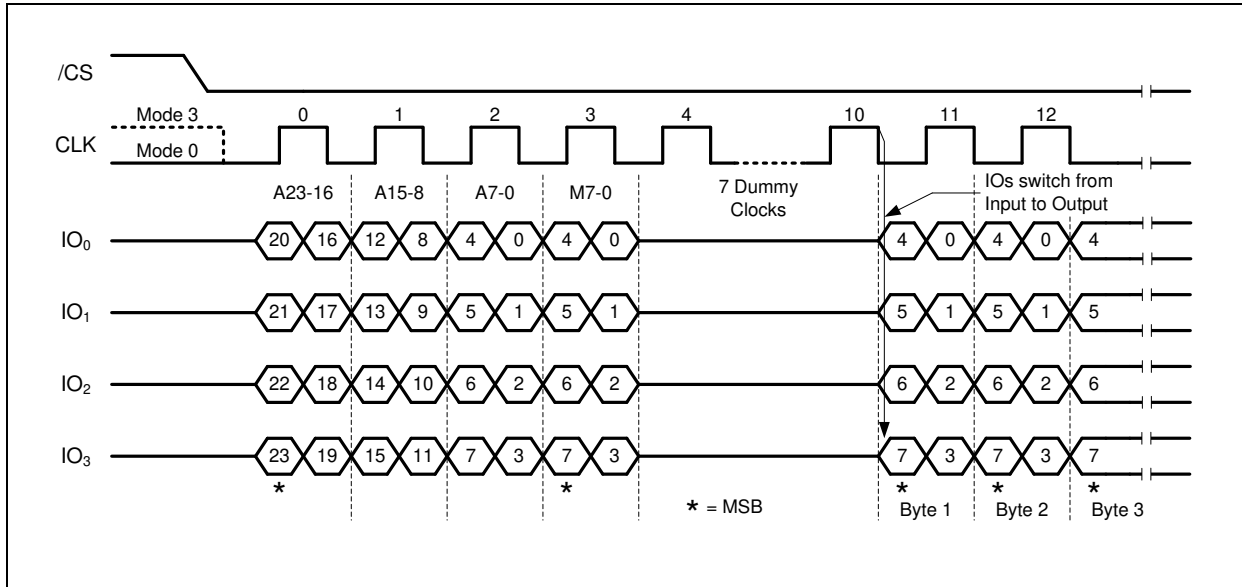 /CS
Mode 3 0 1 2 3 4 10 11 12
CLK
Mode 0
A23-16 A15-8 A7-0 M7-0 7 Dummy
Clocks
IOs switch from
Input to Output
IO₀ 20 16 12 8 4 0 4 0 4 0 4 0 4
IO₁ 21 17 13 9 5 1 5 1 5 1 5 1 5
IO₂ 22 18 14 10 6 2 6 2 6 2 6 2 6
IO₃ 23 19 15 11 7 3 7 3 7 3 7 3 7
* * * * *
* = MSB Byte 1 Byte 2 Byte 3